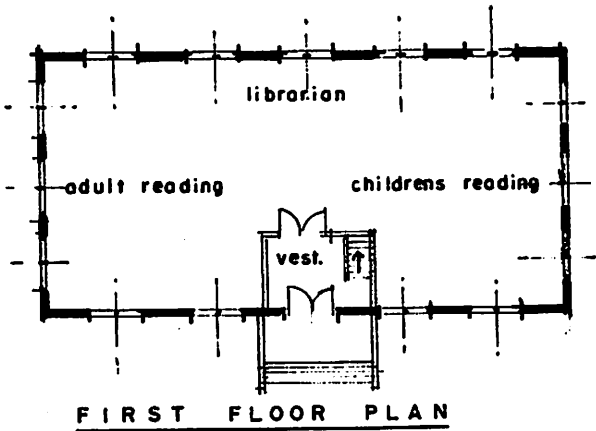 librarian
adult reading
childrens reading
vest.
FIRST FLOOR PLAN